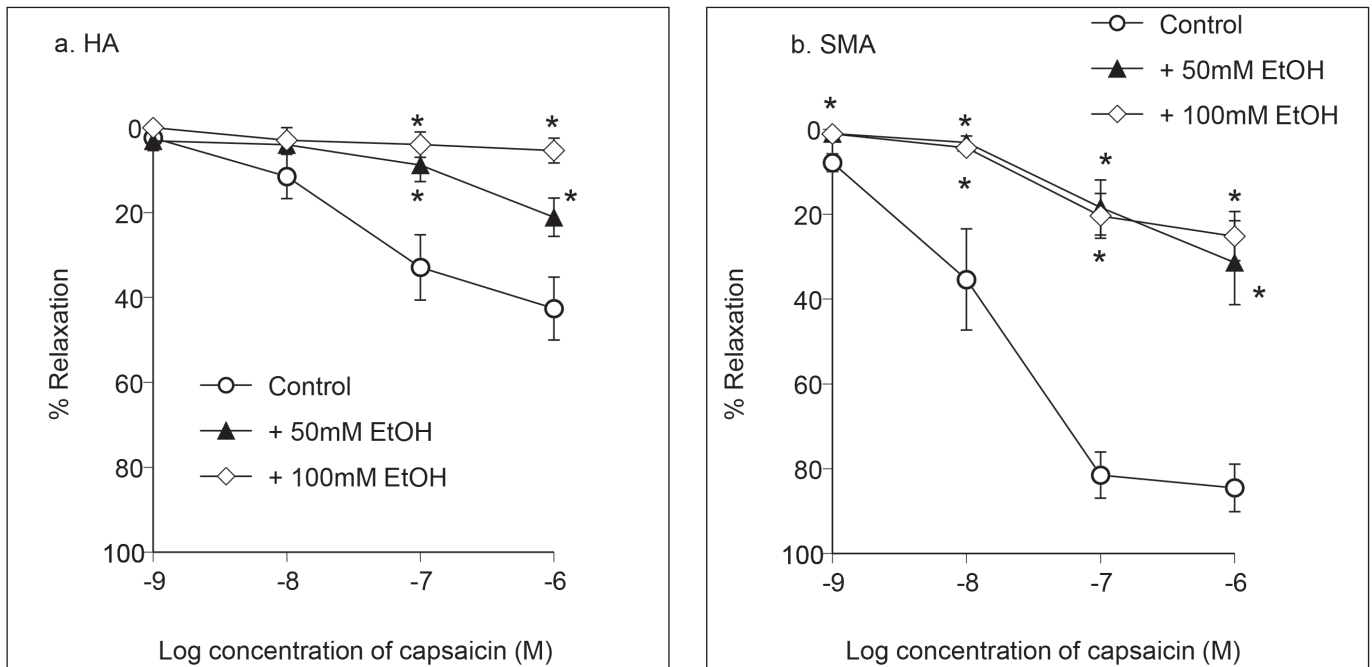 a. HA
* *
0
* *
20
40
60
80
100
% Relaxation
Control
+ 50mM EtOH
+ 100mM EtOH
-9 -8 -7 -6
Log concentration of capsaicin (M)
b. SMA
Control
+ 50mM EtOH
+ 100mM EtOH
* *
0
* *
* *
20
* *
40
60
80
100
% Relaxation
-9 -8 -7 -6
Log concentration of capsaicin (M)